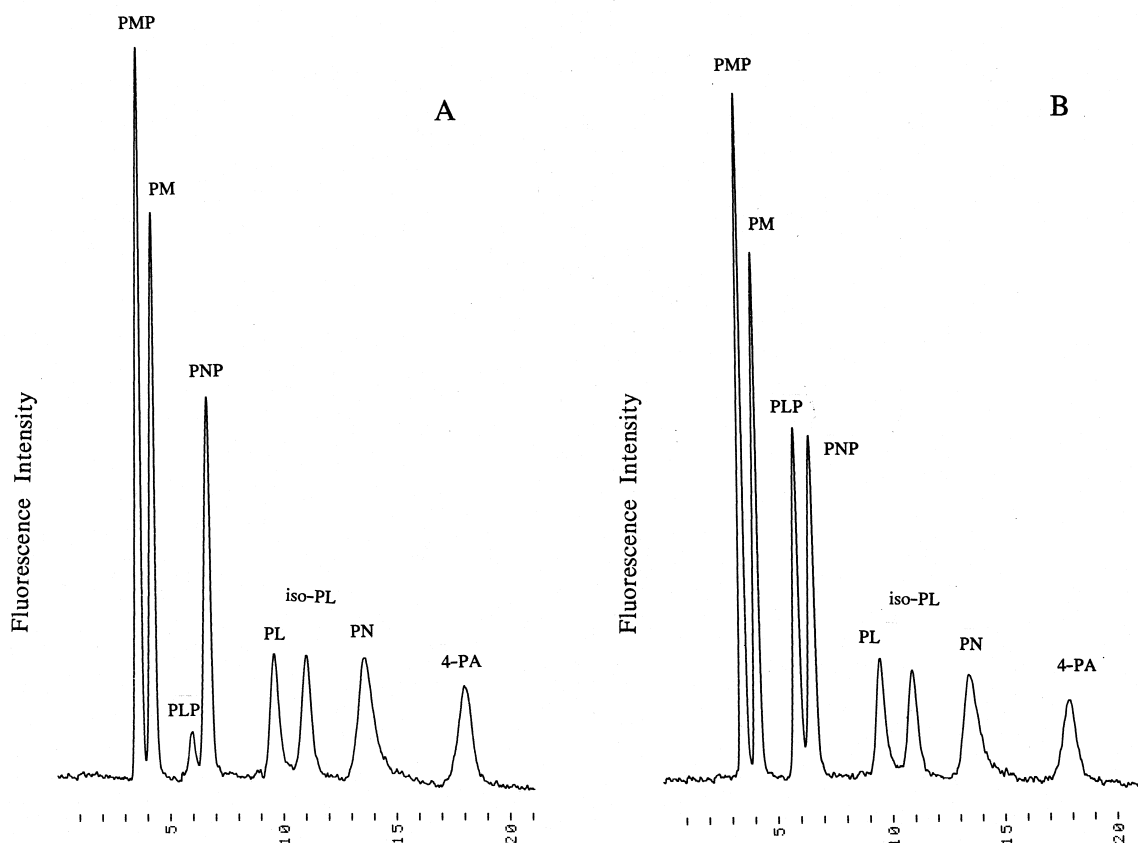 PMP
A
PM
PNP
Fluorescence Intensity
iso-PL
PL
PN
4-PA
PLP
5
10
15
20
PMP
B
PM
PLP
PNP
Fluorescence Intensity
iso-PL
PL
PN
4-PA
5
10
15
20